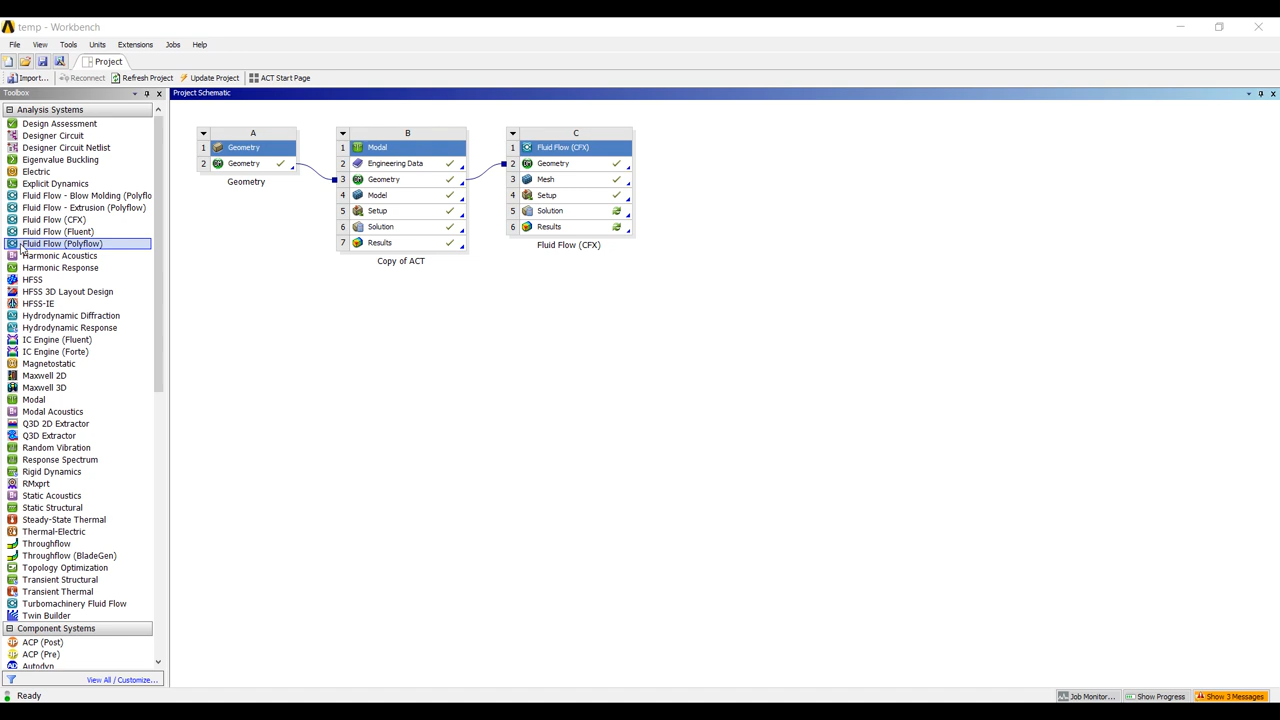 temp - Workbench
File View Tools Units Extensions Jobs Help
Project
Import... Reconnect Refresh Project Update Project ACT Start Page
Toolbox
Analysis Systems
Design Assessment
Designer Circuit
Designer Circuit Netlist
Eigenvalue Buckling
Electric
Explicit Dynamics
Fluid Flow - Blow Molding (Polyflo
Fluid Flow - Extrusion (Polyflow)
Fluid Flow (CFX)
Fluid Flow (Fluent)
Fluid Flow (Polyflow)
Harmonic Acoustics
Harmonic Response
HFSS
HFSS 3D Layout Design
HFSS-IE
Hydrodynamic Diffraction
Hydrodynamic Response
IC Engine (Fluent)
IC Engine (Forte)
Magnetostatic
Maxwell 2D
Maxwell 3D
Modal
Modal Acoustics
Q3D 2D Extractor
Q3D Extractor
Random Vibration
Response Spectrum
Rigid Dynamics
RMxprt
Static Acoustics
Static Structural
Steady-State Thermal
Thermal-Electric
Throughflow
Throughflow (BladeGen)
Topology Optimization
Transient Structural
Transient Thermal
Turbomachinery Fluid Flow
Twin Builder
Component Systems
ACP (Post)
ACP (Pre)
Autodyn
View All / Customize...
Project Schematic
A
1 Geometry
2 Geometry
Geometry
B
1 Modal
2 Engineering Data
3 Geometry
4 Model
5 Setup
6 Solution
7 Results
Copy of ACT
C
1 Fluid Flow (CFX)
2 Geometry
3 Mesh
4 Setup
5 Solution
6 Results
Fluid Flow (CFX)
Ready
Job Monitor... Show Progress Show 3 Messages